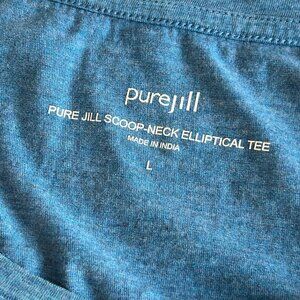 purejill
PURE JILL SCOOP-NECK ELLIPTICAL TEE
MADE IN INDIA
L